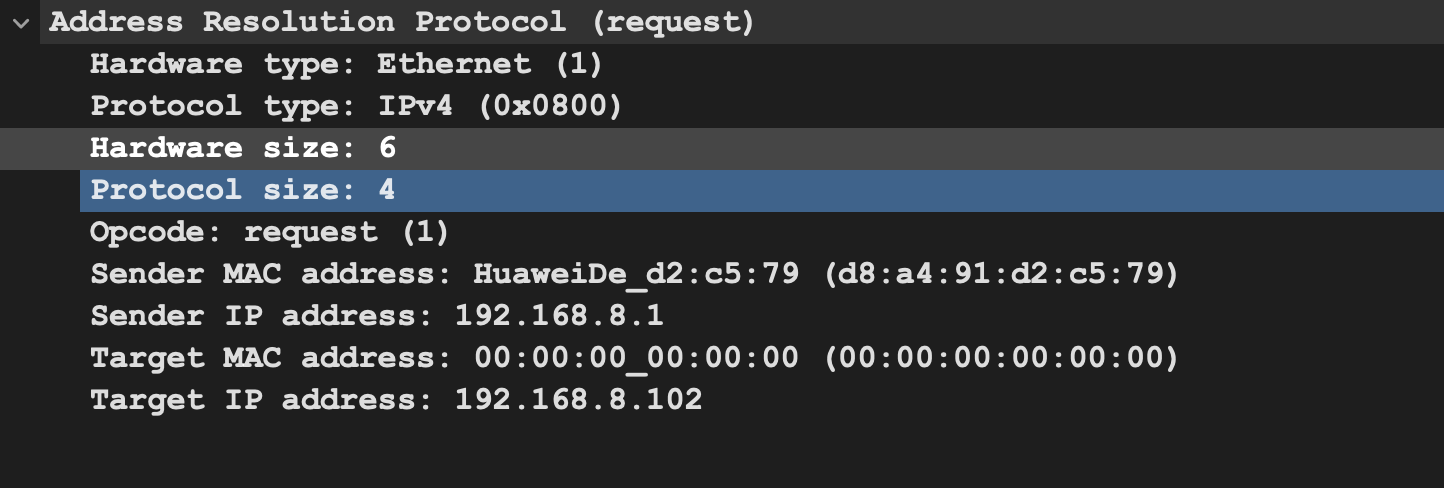 Address Resolution Protocol (request)
Hardware type: Ethernet (1)
Protocol type: IPv4 (0x0800)
Hardware size: 6
Protocol size: 4
Opcode: request (1)
Sender MAC address: HuaweiDe_d2:c5:79 (d8:a4:91:d2:c5:79)
Sender IP address: 192.168.8.1
Target MAC address: 00:00:00_00:00:00 (00:00:00:00:00:00)
Target IP address: 192.168.8.102